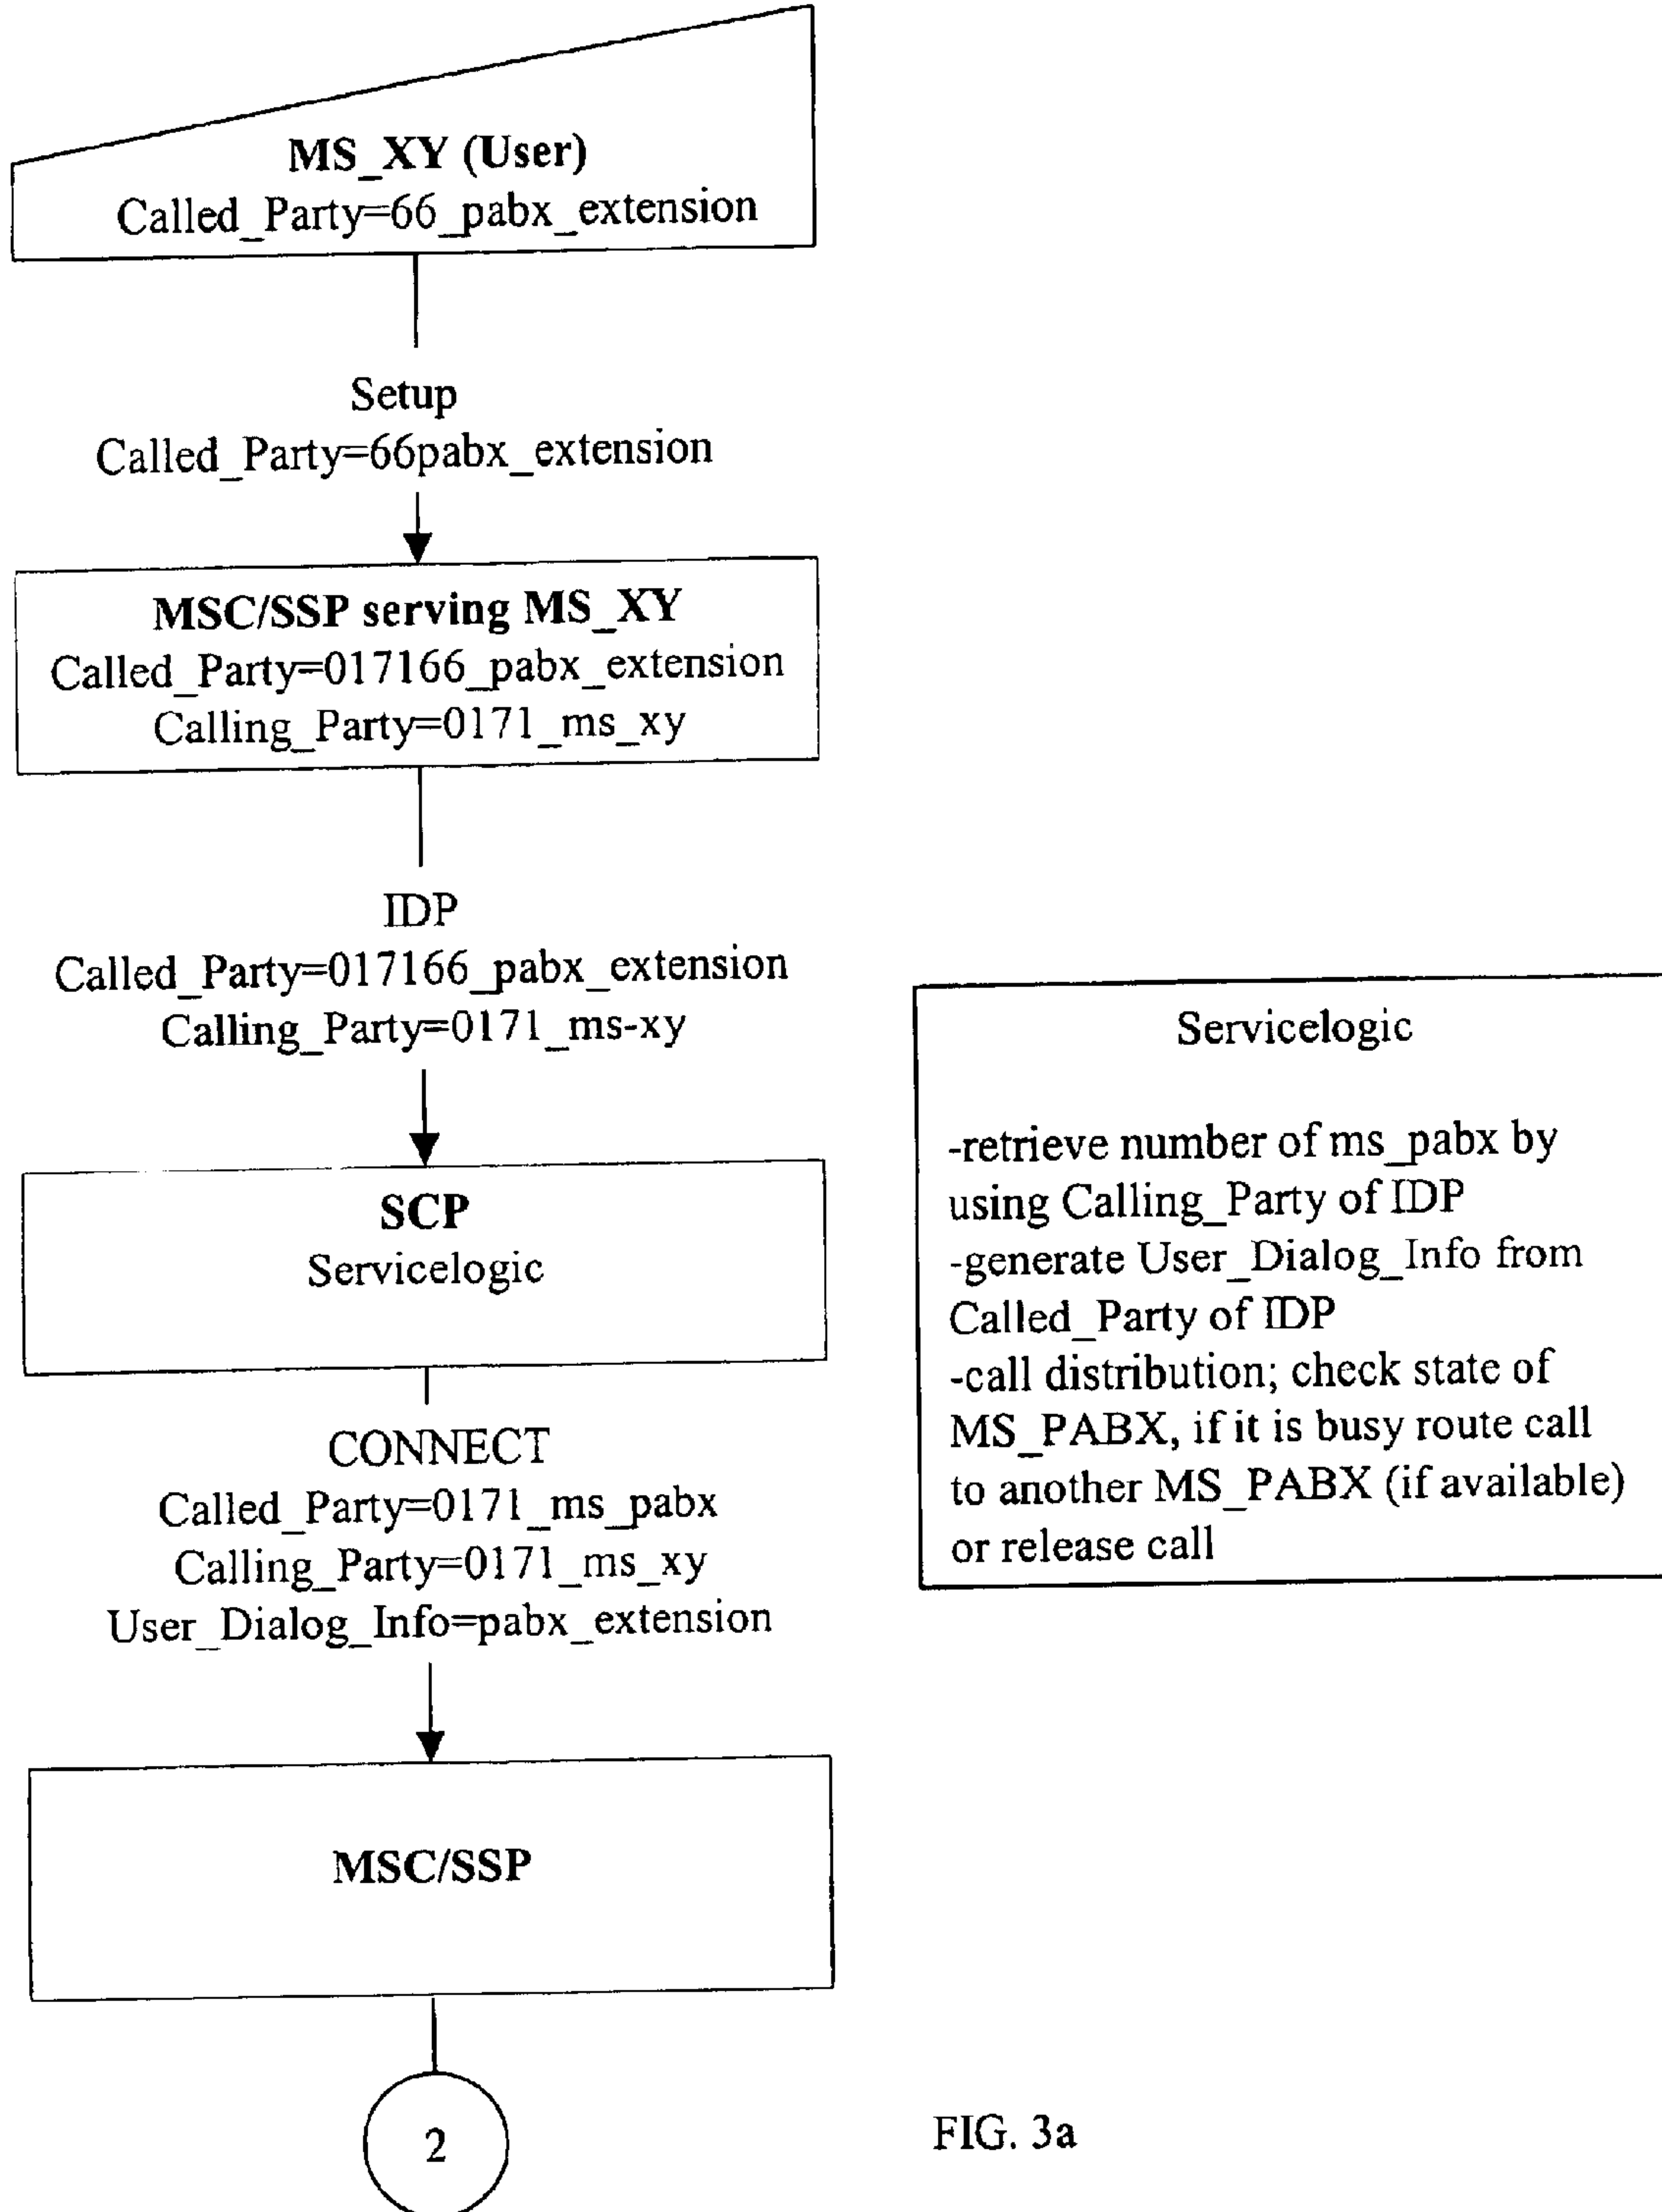 MS_XY (User)
Called_Party=66_pabx_extension
Setup
Called_Party=66pabx_extension
MSC/SSP serving MS_XY
Called_Party=017166_pabx_extension
Calling_Party=0171_ms_xy
IDP
Called_Party=017166_pabx_extension
Calling_Party=0171_ms-xy
SCP
Servicelogic
CONNECT
Called_Party=0171_ms_pabx
Calling_Party=0171_ms_xy
User_Dialog_Info=pabx_extension
MSC/SSP
2
Servicelogic
-retrieve number of ms_pabx by
using Calling_Party of IDP
-generate User_Dialog_Info from
Called_Party of IDP
-call distribution; check state of
MS_PABX, if it is busy route call
to another MS_PABX (if available)
or release call
FIG. 3a